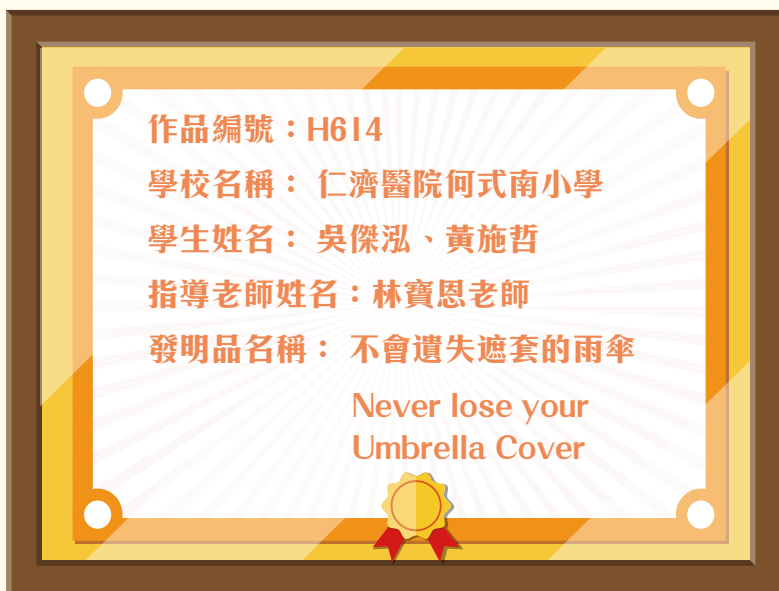 作品編號：H614
學校名稱： 仁濟醫院何式南小學
學生姓名： 吳傑泓、黃施哲
指導老師姓名：林寶恩老師
發明品名稱： 不會遺失遮套的雨傘
Never lose your
Umbrella Cover